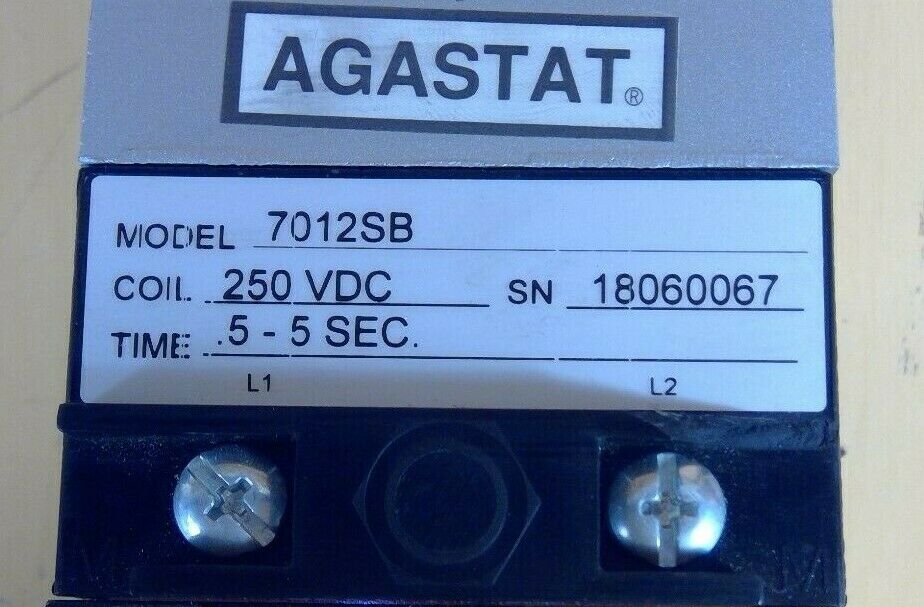 AGASTAT®
MODEL 7012SB
COIL 250 VDC SN 18060067
TIME .5 - 5 SEC.
L1 L2